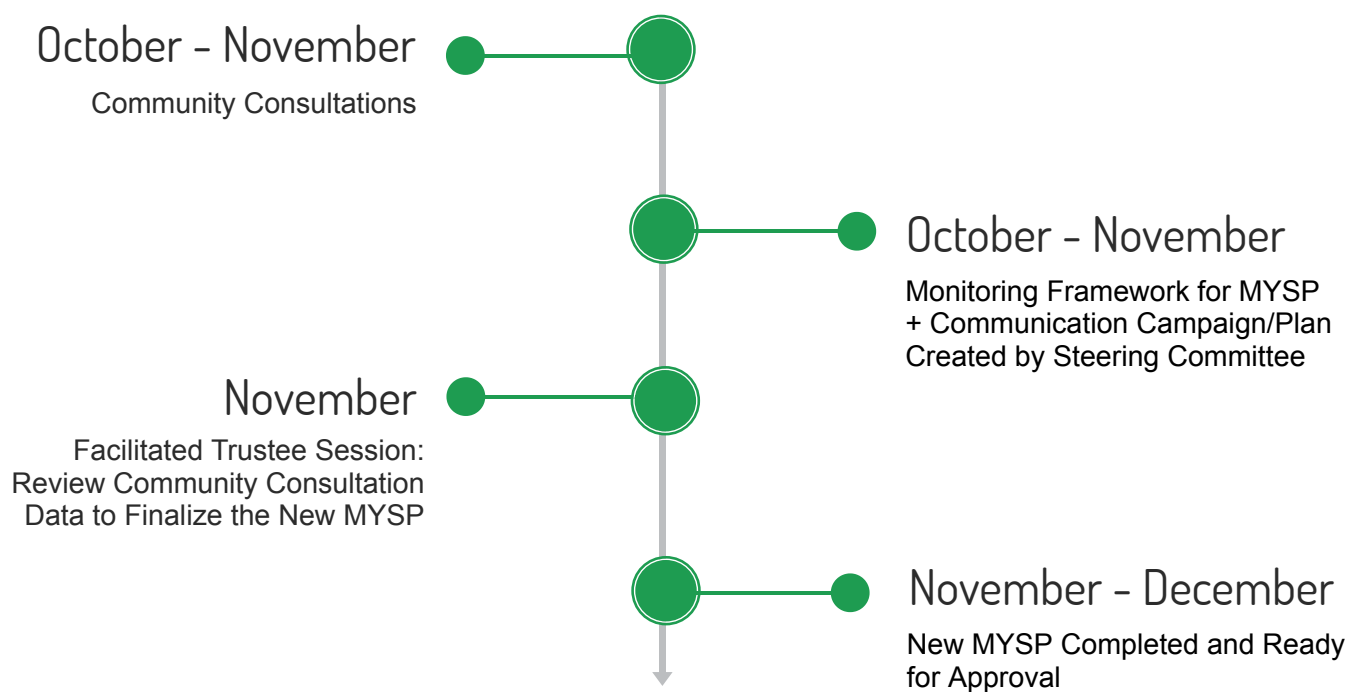 October - November
Community Consultations
October - November
Monitoring Framework for MYSP
+ Communication Campaign/Plan
Created by Steering Committee
November
Facilitated Trustee Session:
Review Community Consultation
Data to Finalize the New MYSP
November - December
New MYSP Completed and Ready
for Approval